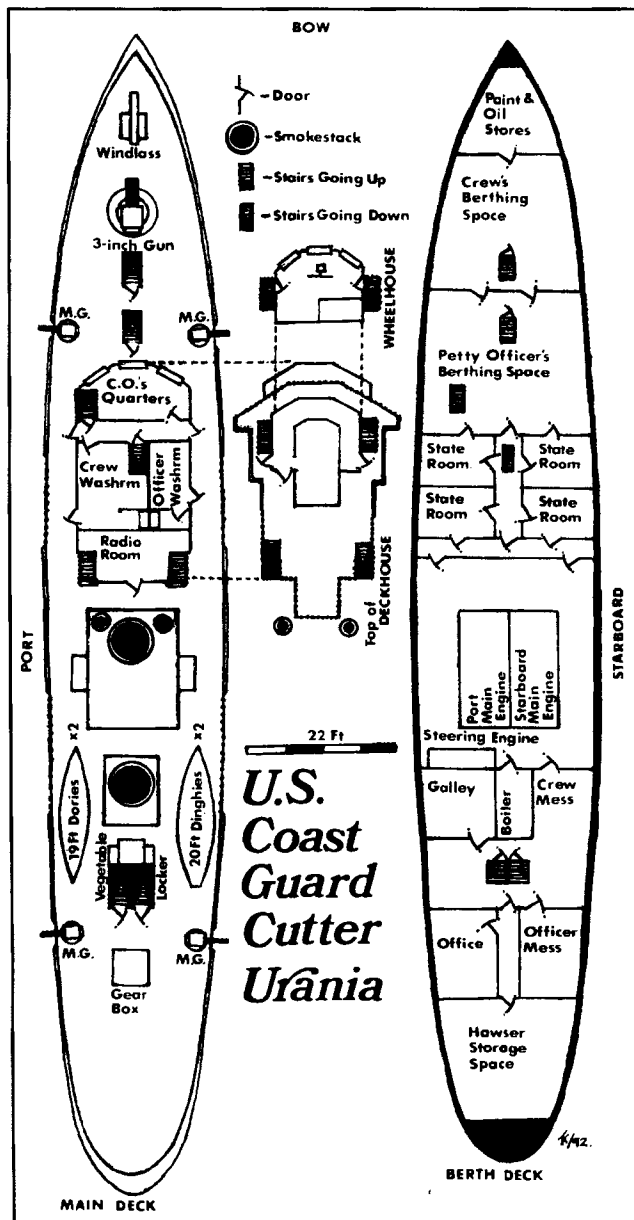 BOW
-Door
-Smokestack
-Stairs Going Up
-Stairs Going Down
Windlass
3-inch Gun
M.G.
M.G.
C.O.'s
Quarters
Crew
Washrm
Officer
Washrm
Radio
Room
PORT
x2
x2
19Ft Dories
20Ft Dinghies
Vegetable
Locker
M.G.
M.G.
Gear
Box
MAIN DECK
WHEELHOUSE
Top of
DECKHOUSE
22 Ft
U.S.
Coast
Guard
Cutter
Urania
Paint &
Oil
Stores
Crew's
Berthing
Space
Petty Officer's
Berthing Space
State
Room
State
Room
State
Room
State
Room
STARBOARD
Port
Main
Engine
Starboard
Main
Engine
Steering Engine
Galley
Boiler
Crew
Mess
Office
Officer
Mess
Hawser
Storage
Space
BERTH DECK